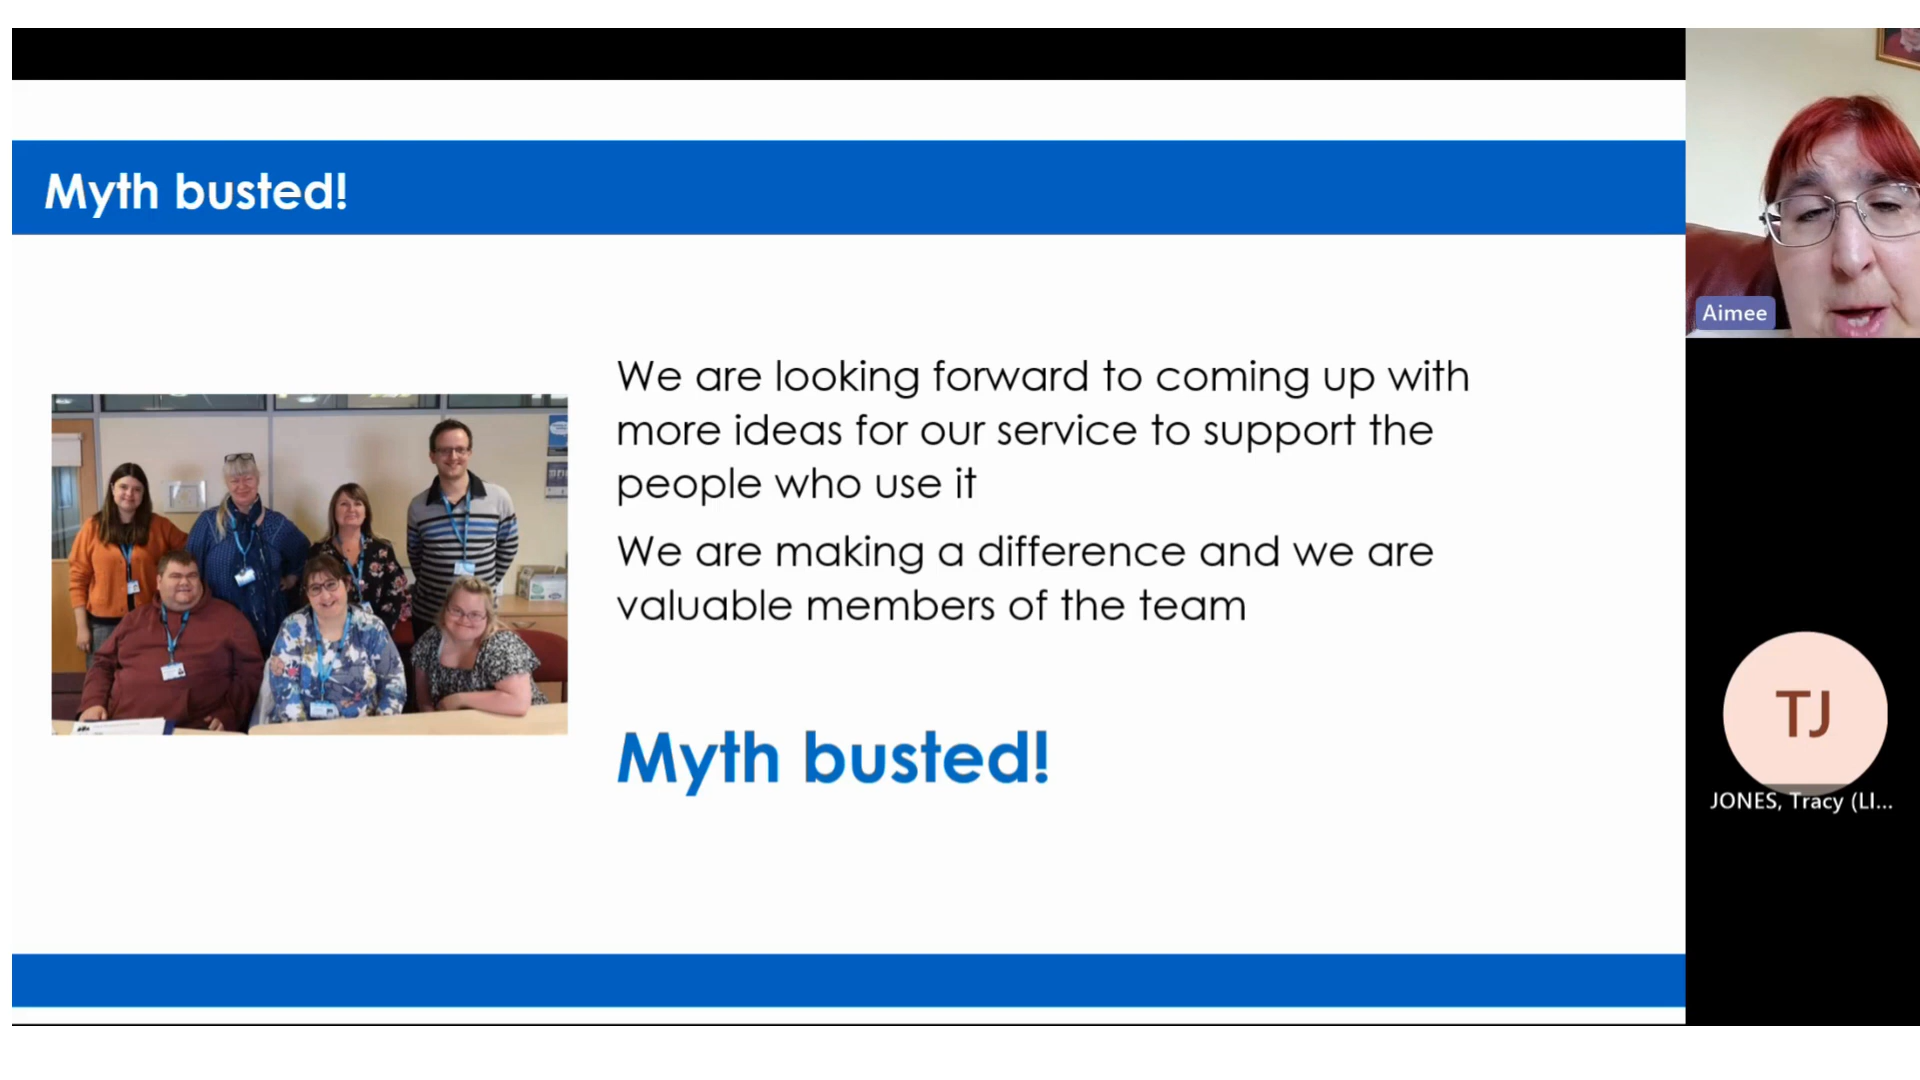 Myth busted!
We are looking forward to coming up with
more ideas for our service to support the
people who use it
We are making a difference and we are
valuable members of the team
Myth busted!
Aimee
TJ
JONES, Tracy (LI...